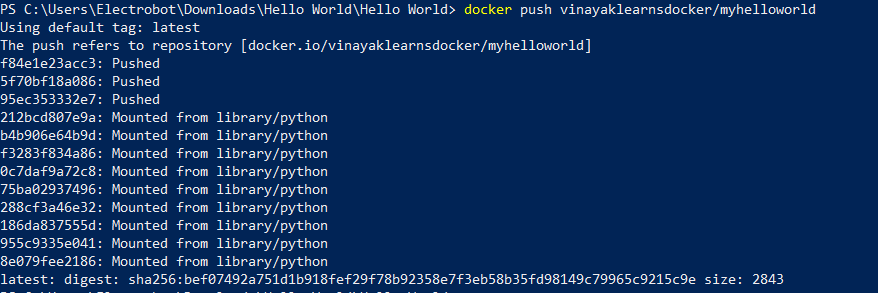 PS C:\Users\Electrobot\Downloads\Hello World\Hello World> docker push vinayaklearnsdocker/myhelloworld
Using default tag: latest
The push refers to repository [docker.io/vinayaklearnsdocker/myhelloworld]
f84e1e23acc3: Pushed
5f70bf18a086: Pushed
95ec353332e7: Pushed
212bcd807e9a: Mounted from library/python
b4b906e64b9d: Mounted from library/python
f3283f834a86: Mounted from library/python
0c7daf9a72c8: Mounted from library/python
75ba02937496: Mounted from library/python
288cf3a46e32: Mounted from library/python
186da837555d: Mounted from library/python
955c9335e041: Mounted from library/python
8e079fee2186: Mounted from library/python
latest: digest: sha256:bef07492a751d1b918fef29f78b92358e7f3eb58b35fd98149c79965c9215c9e size: 2843